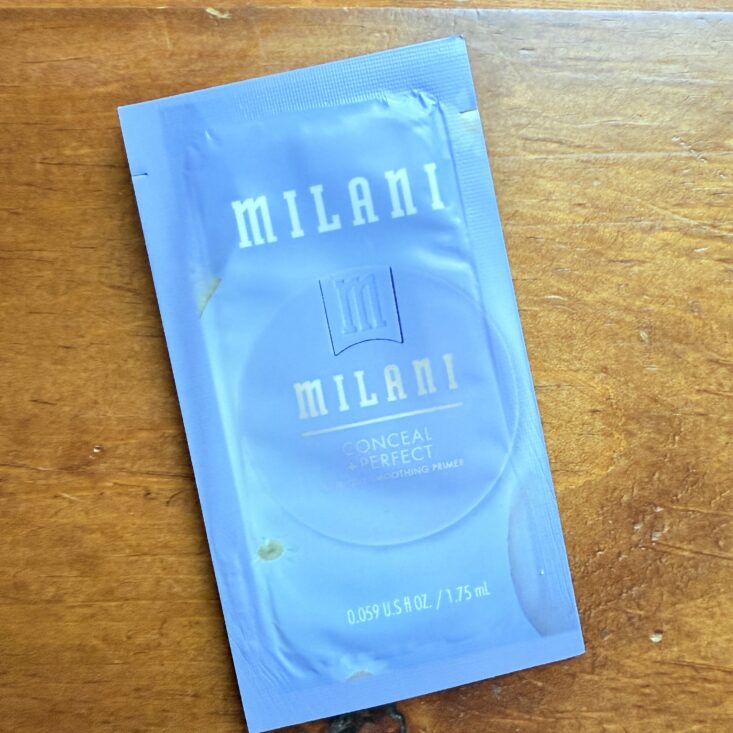 MILANI
m
MILANI
CONCEAL
+PERFECT
SMOOTHING PRIMER
0.059 U.S fl OZ. / 1.75 mL